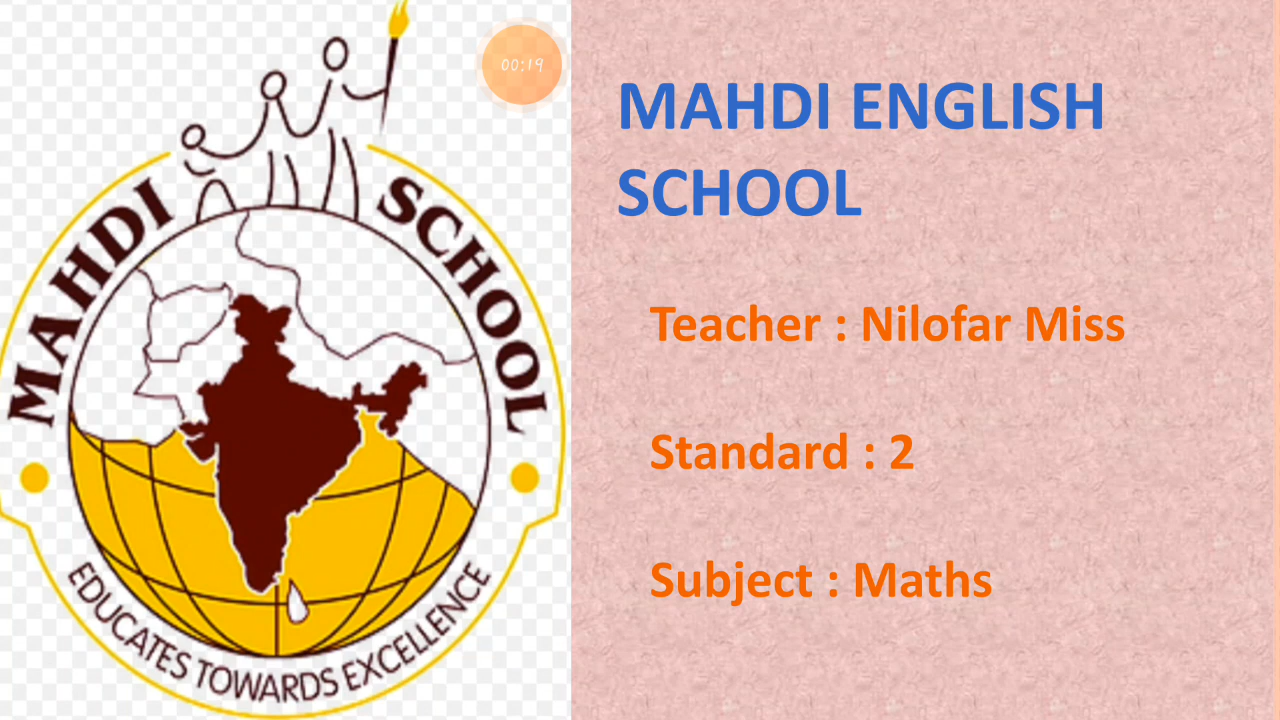 MAHDI SCHOOL
EDUCATES TOWARDS EXCELLENCE
00:19
MAHDI ENGLISH
SCHOOL
Teacher : Nilofar Miss
Standard : 2
Subject : Maths